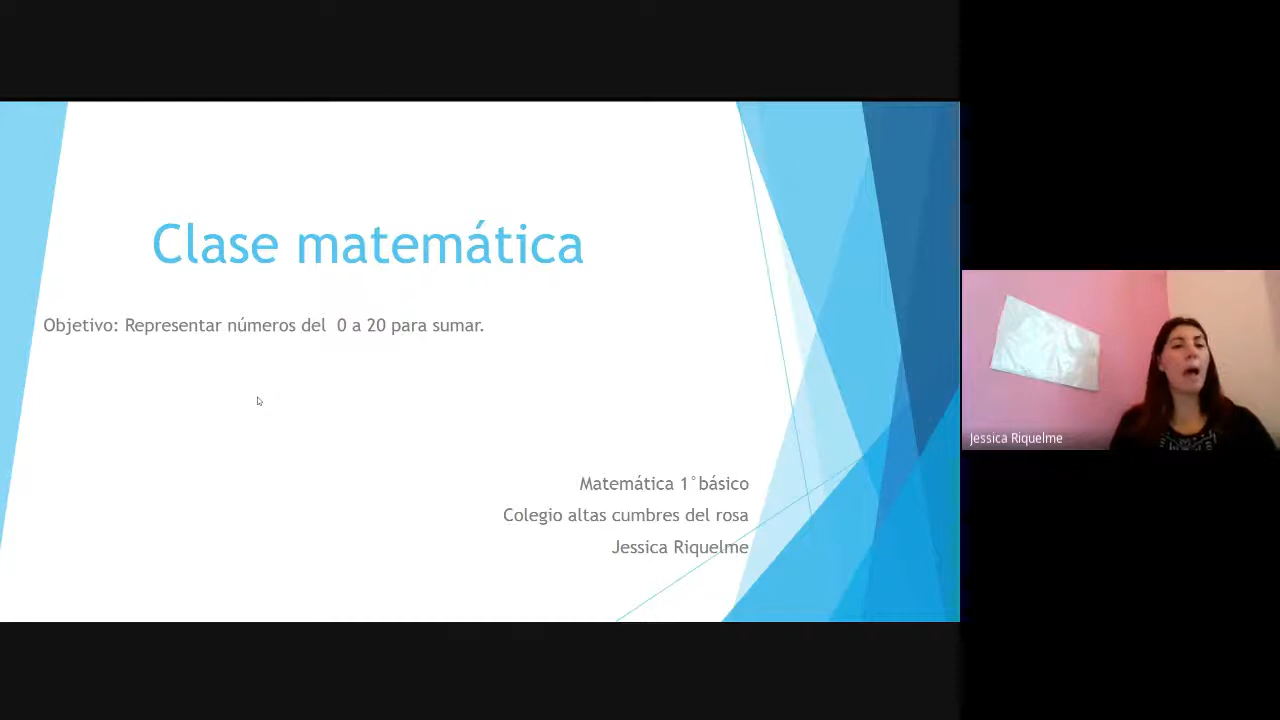 Clase matemática
Objetivo: Representar números del 0 a 20 para sumar.
Matemática 1°básico
Colegio altas cumbres del rosa
Jessica Riquelme
Jessica Riquelme